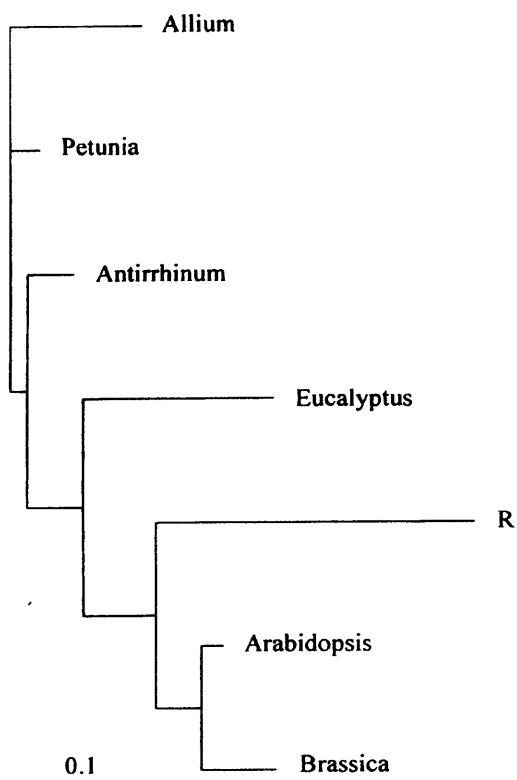 Allium
Petunia
Antirrhinum
Eucalyptus
R
Arabidopsis
Brassica
0.1